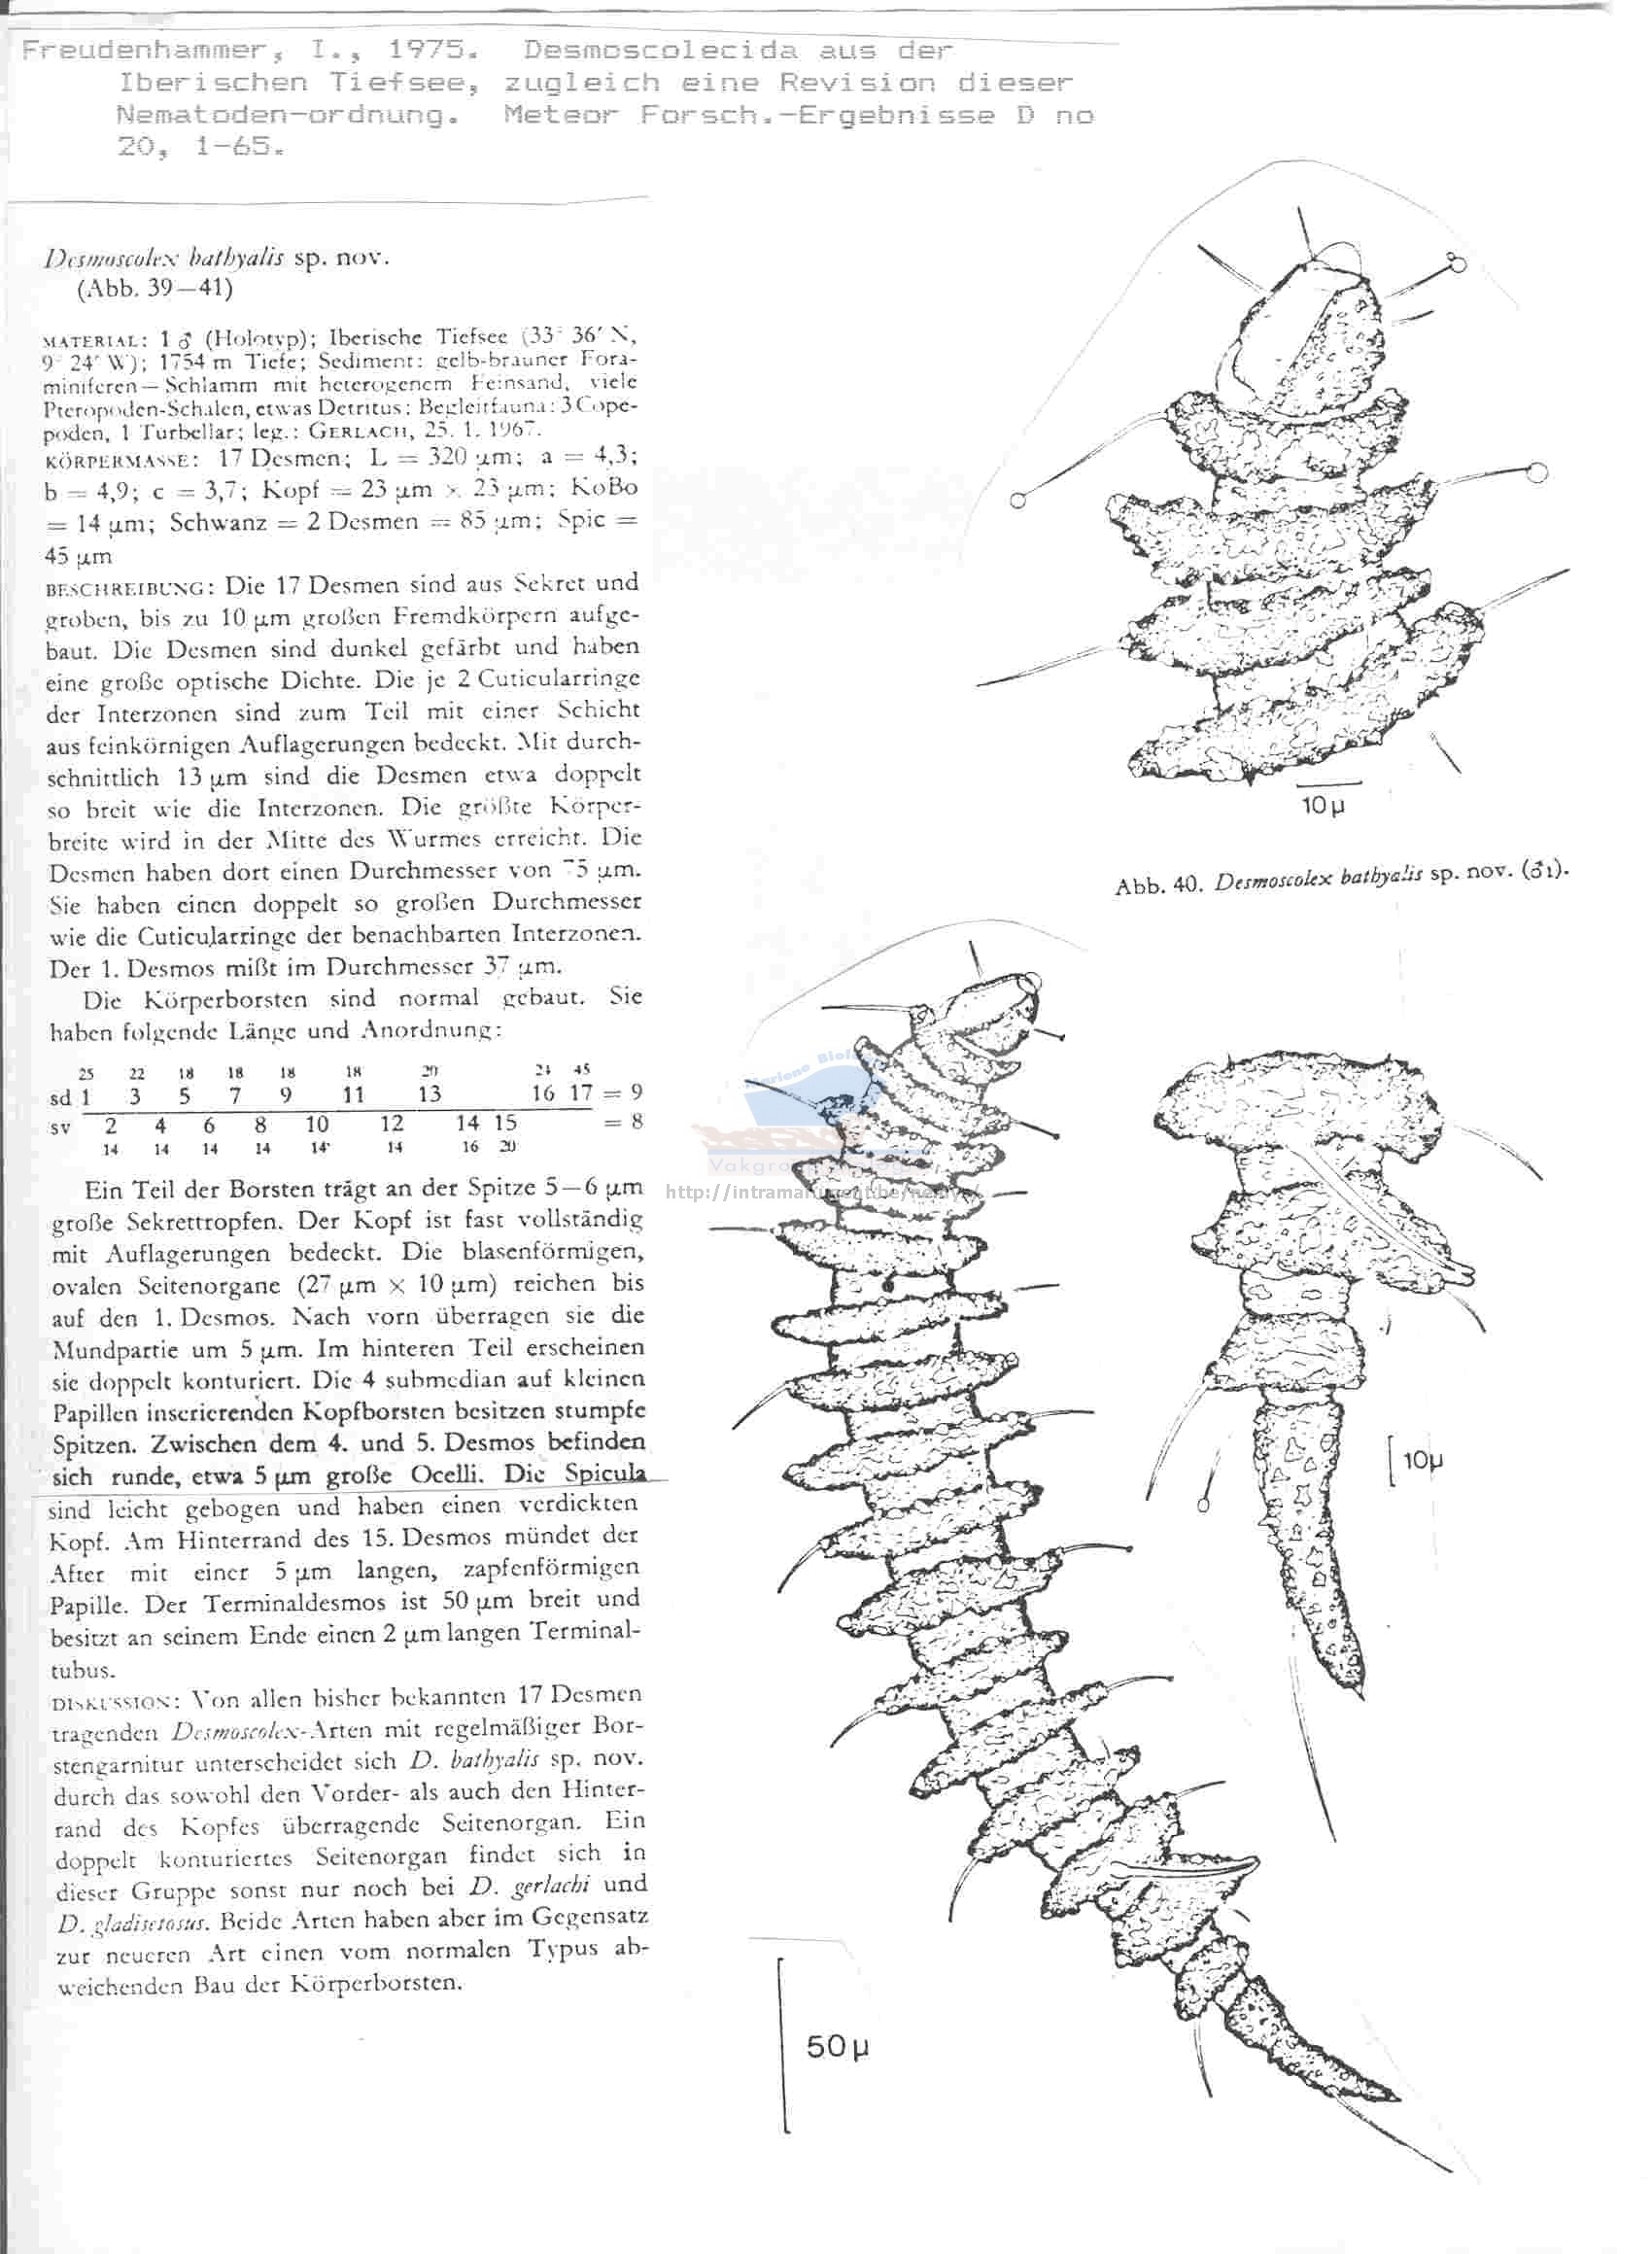 Freudenhammer, I., 1975. Desmoscolecida aus der
Iberischen Tiefsee, zugleich eine Revision dieser
Nematoden-ordnung. Meteor Forsch.-Ergebnisse D no
20, 1-65.
Desmoscolex bathyalis sp. nov.
(Abb. 39—41)
MATERIAL: 1 ♂ (Holotyp); Iberische Tiefsee (33° 36′ N,
9° 24′ W); 1754 m Tiefe; Sediment: gelb-brauner Fora-
miniferen—Schlamm mit heterogenem Feinsand, viele
Pteropoden-Schalen, etwas Detritus; Begleitfauna: 3 Cope-
poden, 1 Turbellar; leg.: GERLACH, 25. 1. 1967.
KÖRPERMASSE: 17 Desmen; L = 320 µm; a = 4,3;
b = 4,9; c = 3,7; Kopf = 23 µm × 23 µm; KoBo
= 14 µm; Schwanz = 2 Desmen = 85 µm; Spic =
45 µm
BESCHREIBUNG: Die 17 Desmen sind aus Sekret und
groben, bis zu 10 µm großen Fremdkörpern aufge-
baut. Die Desmen sind dunkel gefärbt und haben
eine große optische Dichte. Die je 2 Cuticularringe
der Interzonen sind zum Teil mit einer Schicht
aus feinkörnigen Auflagerungen bedeckt. Mit durch-
schnittlich 13 µm sind die Desmen etwa doppelt
so breit wie die Interzonen. Die größte Körper-
breite wird in der Mitte des Wurmes erreicht. Die
Desmen haben dort einen Durchmesser von 75 µm.
Sie haben einen doppelt so großen Durchmesser
wie die Cuticularringe der benachbarten Interzonen.
Der 1. Desmos mißt im Durchmesser 37 µm.
Die Körperborsten sind normal gebaut. Sie
haben folgende Länge und Anordnung:
25 22 18 18 18 18 20 24 45
sd 1 3 5 7 9 11 13 16 17 = 9
sv 2 4 6 8 10 12 14 15 = 8
14 14 14 14 14 14 16 20
Ein Teil der Borsten trägt an der Spitze 5—6 µm
große Sekrettropfen. Der Kopf ist fast vollständig
mit Auflagerungen bedeckt. Die blasenförmigen,
ovalen Seitenorgane (27 µm × 10 µm) reichen bis
auf den 1. Desmos. Nach vorn überragen sie die
Mundpartie um 5 µm. Im hinteren Teil erscheinen
sie doppelt konturiert. Die 4 submedian auf kleinen
Papillen inserierenden Kopfborsten besitzen stumpfe
Spitzen. Zwischen dem 4. und 5. Desmos befinden
sich runde, etwa 5 µm große Ocelli. Die Spicula
sind leicht gebogen und haben einen verdickten
Kopf. Am Hinterrand des 15. Desmos mündet der
After mit einer 5 µm langen, zapfenförmigen
Papille. Der Terminaldesmos ist 50 µm breit und
besitzt an seinem Ende einen 2 µm langen Terminal-
tubus.
DISKUSSION: Von allen bisher bekannten 17 Desmen
tragenden Desmoscolex-Arten mit regelmäßiger Bor-
stengarnitur unterscheidet sich D. bathyalis sp. nov.
durch das sowohl den Vorder- als auch den Hinter-
rand des Kopfes überragende Seitenorgan. Ein
doppelt konturiertes Seitenorgan findet sich in
dieser Gruppe sonst nur noch bei D. gerlachi und
D. gladisetosus. Beide Arten haben aber im Gegensatz
zur neueren Art einen vom normalen Typus ab-
weichenden Bau der Körperborsten.
10 µ
Abb. 40. Desmoscolex bathyalis sp. nov. (♂1).
10µ
50 µ